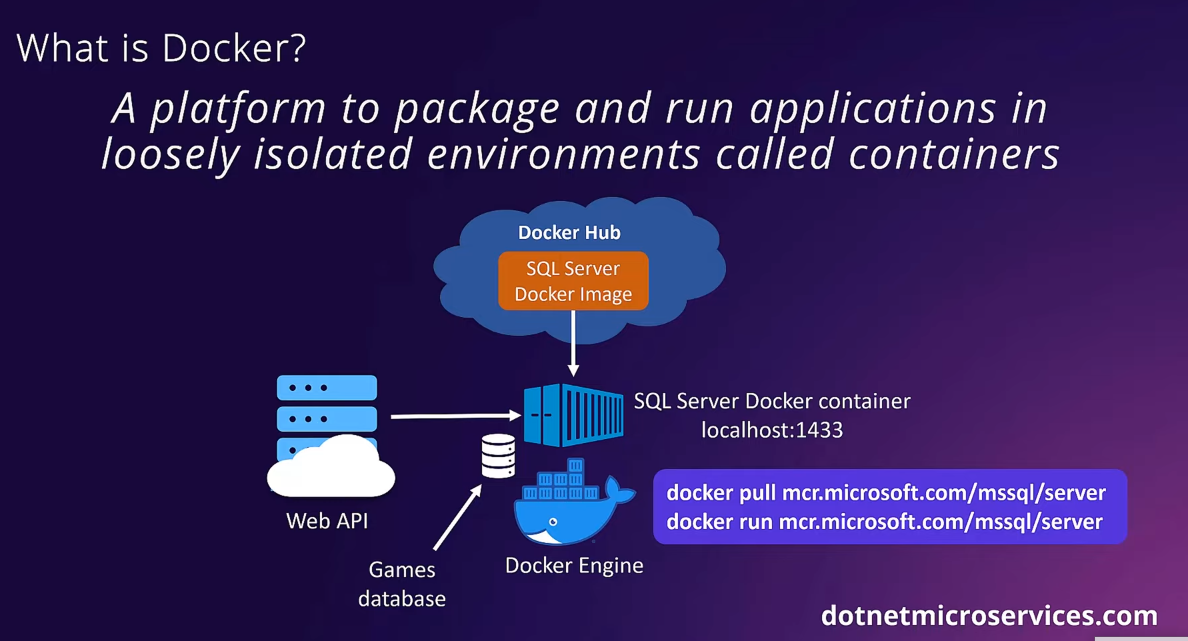 What is Docker?
A platform to package and run applications in
loosely isolated environments called containers
Docker Hub
SQL Server
Docker Image
SQL Server Docker container
localhost:1433
Web API
Games
database
Docker Engine
docker pull mcr.microsoft.com/mssql/server
docker run mcr.microsoft.com/mssql/server
dotnetmicroservices.com